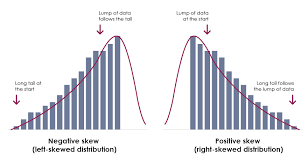 Lump of data
follows the tail
Long tail at
the start
Negative skew
(left-skewed distribution)
Lump of data
at the start
Long tail follows
the lump of data
Positive skew
(right-skewed distribution)